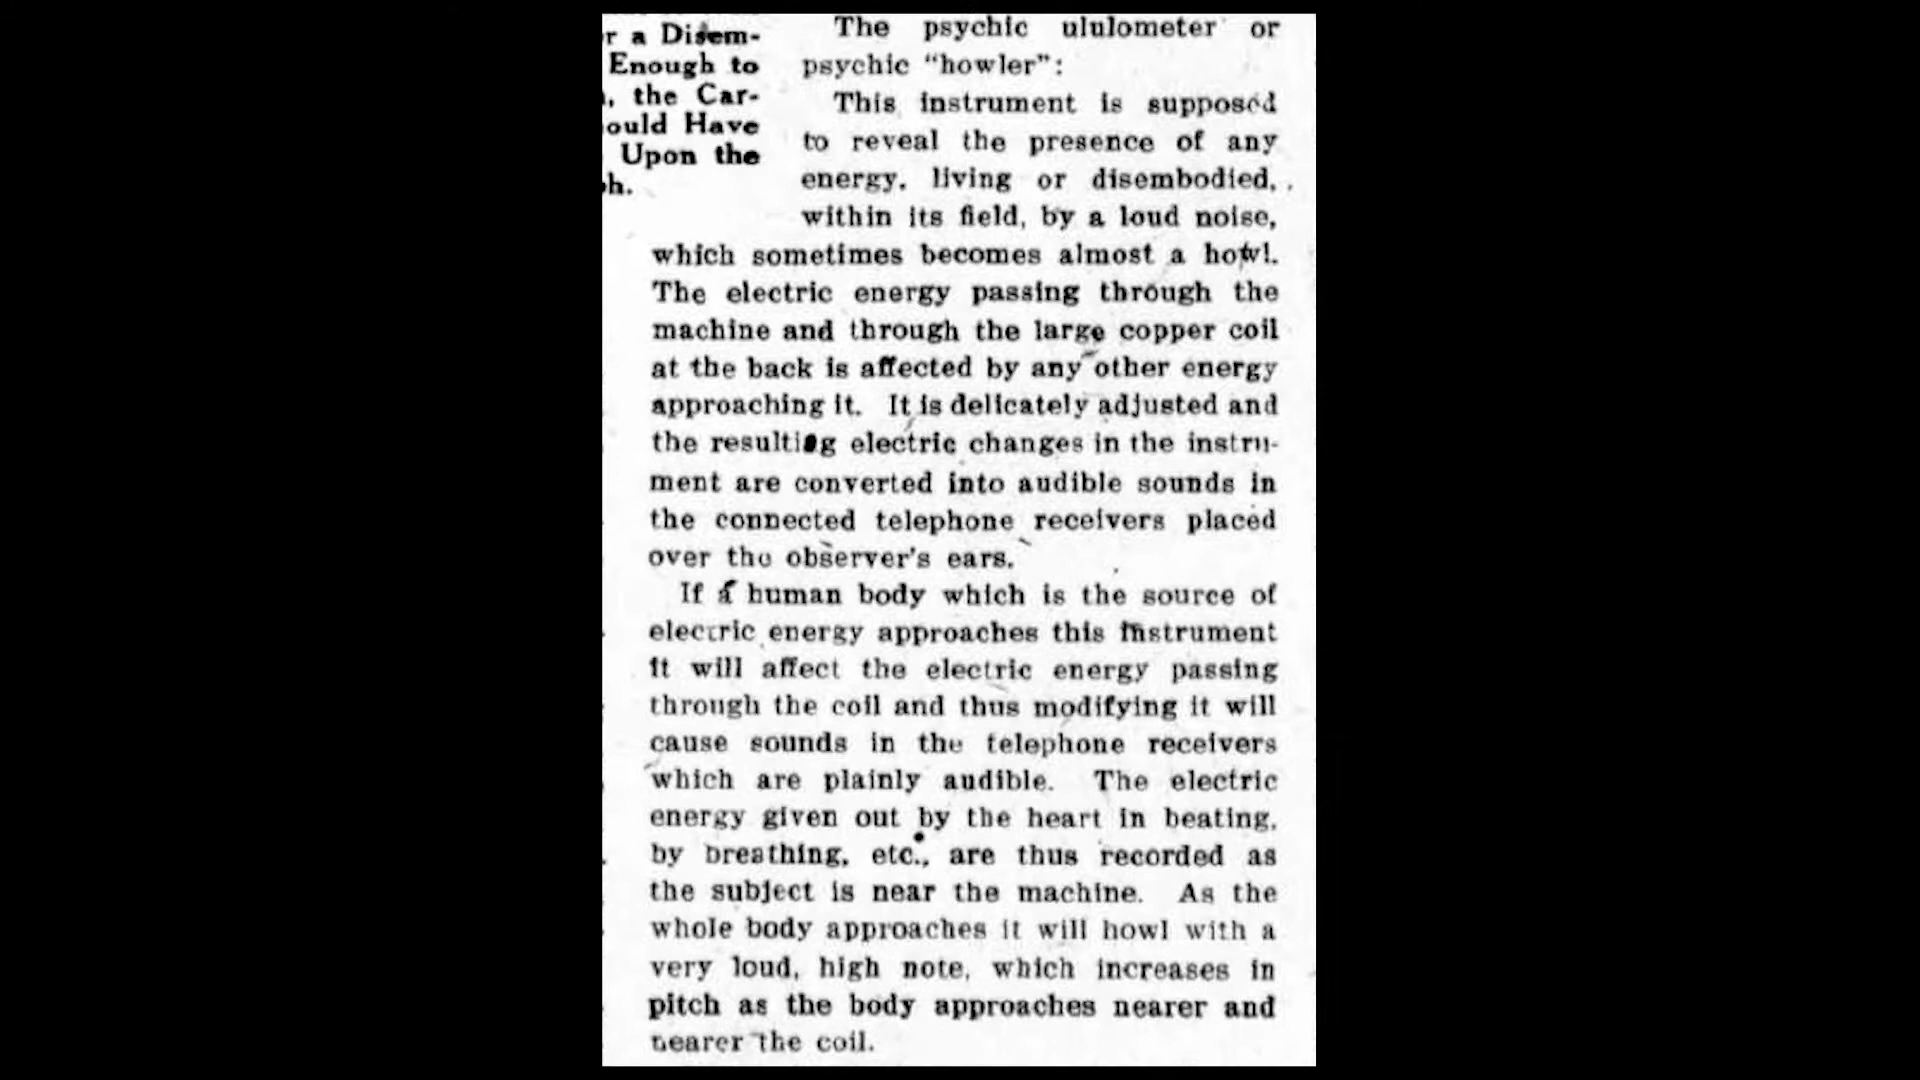 r a Disem-
Enough to
, the Car-
ould Have
Upon the
h.
The psychic ululometer or
psychic “howler”:
This instrument is supposed
to reveal the presence of any
energy, living or disembodied,
within its field, by a loud noise,
which sometimes becomes almost a howl.
The electric energy passing through the
machine and through the large copper coil
at the back is affected by any other energy
approaching it. It is delicately adjusted and
the resulting electric changes in the instru-
ment are converted into audible sounds in
the connected telephone receivers placed
over the observer's ears.
If a human body which is the source of
electric energy approaches this instrument
it will affect the electric energy passing
through the coil and thus modifying it will
cause sounds in the telephone receivers
which are plainly audible. The electric
energy given out by the heart in beating,
by breathing, etc., are thus recorded as
the subject is near the machine. As the
whole body approaches it will howl with a
very loud, high note, which increases in
pitch as the body approaches nearer and
nearer the coil.